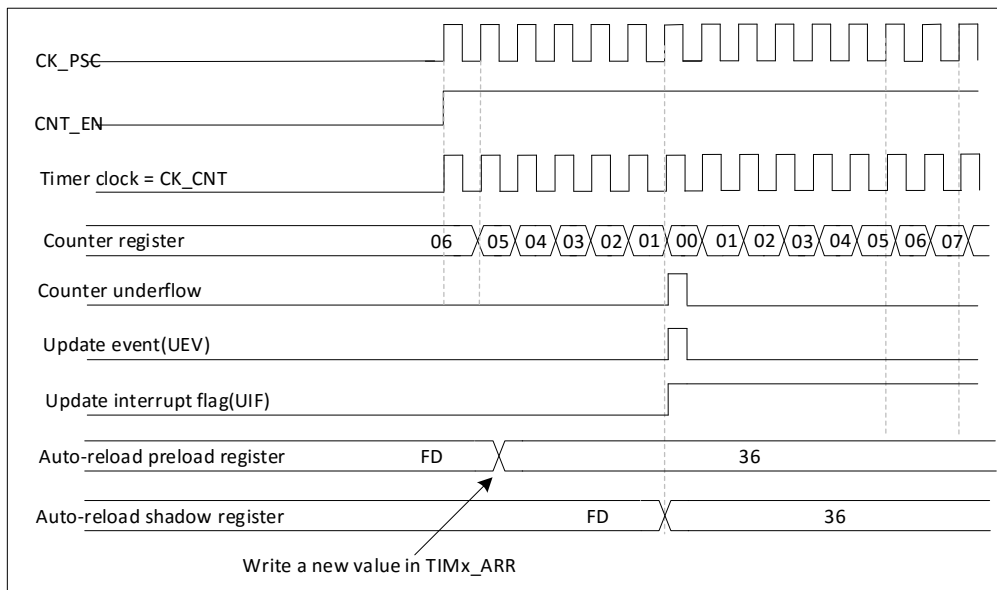 CK_PSC
CNT_EN
Timer clock = CK_CNT
Counter register 06 05 04 03 02 01 00 01 02 03 04 05 06 07
Counter underflow
Update event(UEV)
Update interrupt flag(UIF)
Auto-reload preload register FD 36
Auto-reload shadow register FD 36
Write a new value in TIMx_ARR